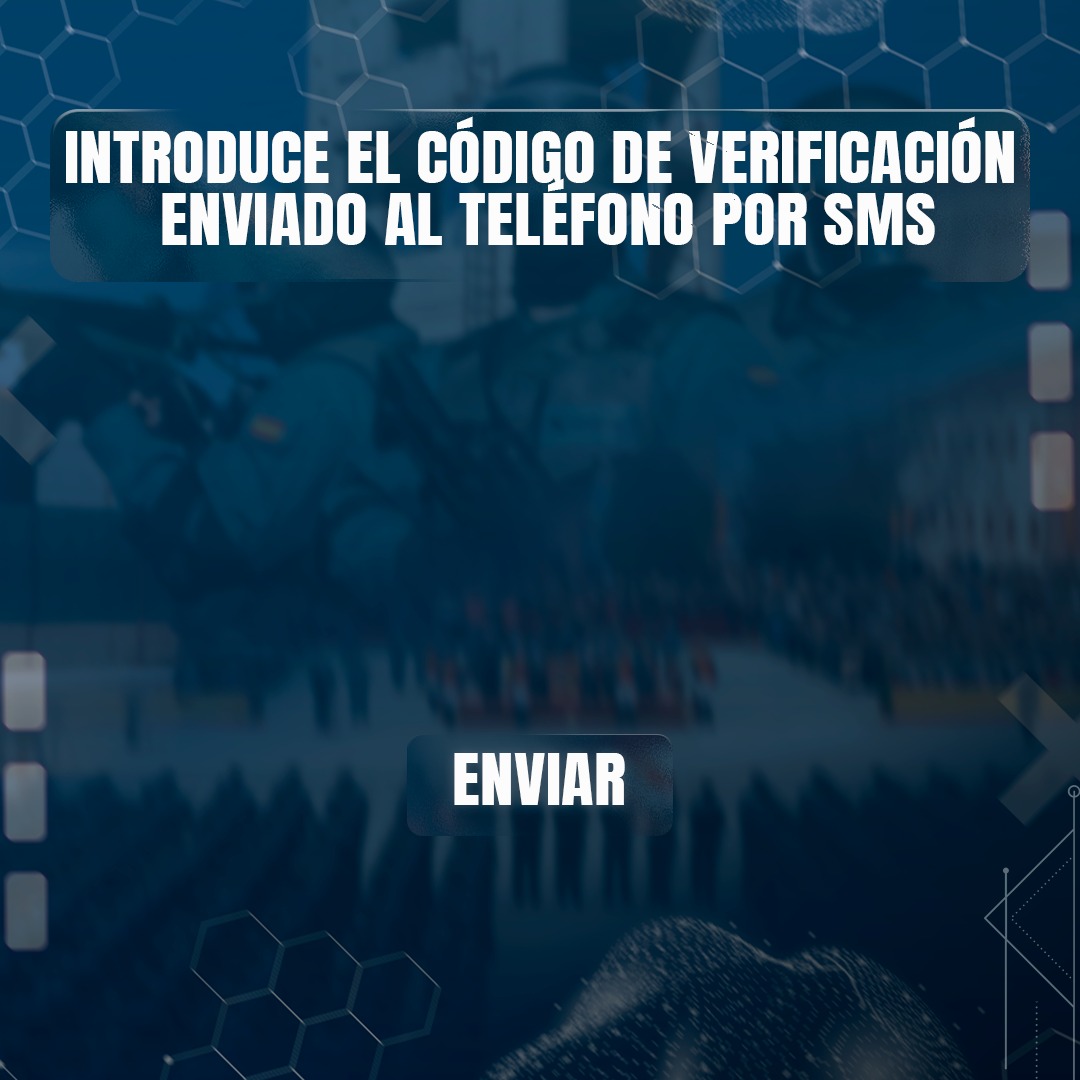 INTRODUCE EL CÓDIGO DE VERIFICACIÓN
ENVIADO AL TELÉFONO POR SMS
ENVIAR